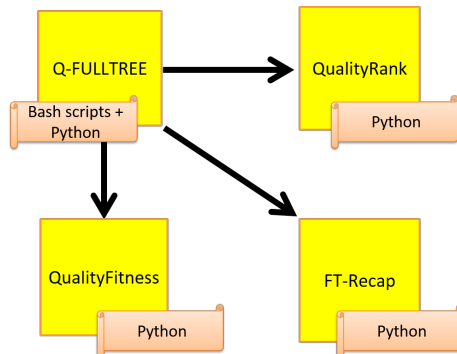 Q-FULLTREE
QualityRank
Bash scripts +
Python
Python
QualityFitness
FT-Recap
Python
Python